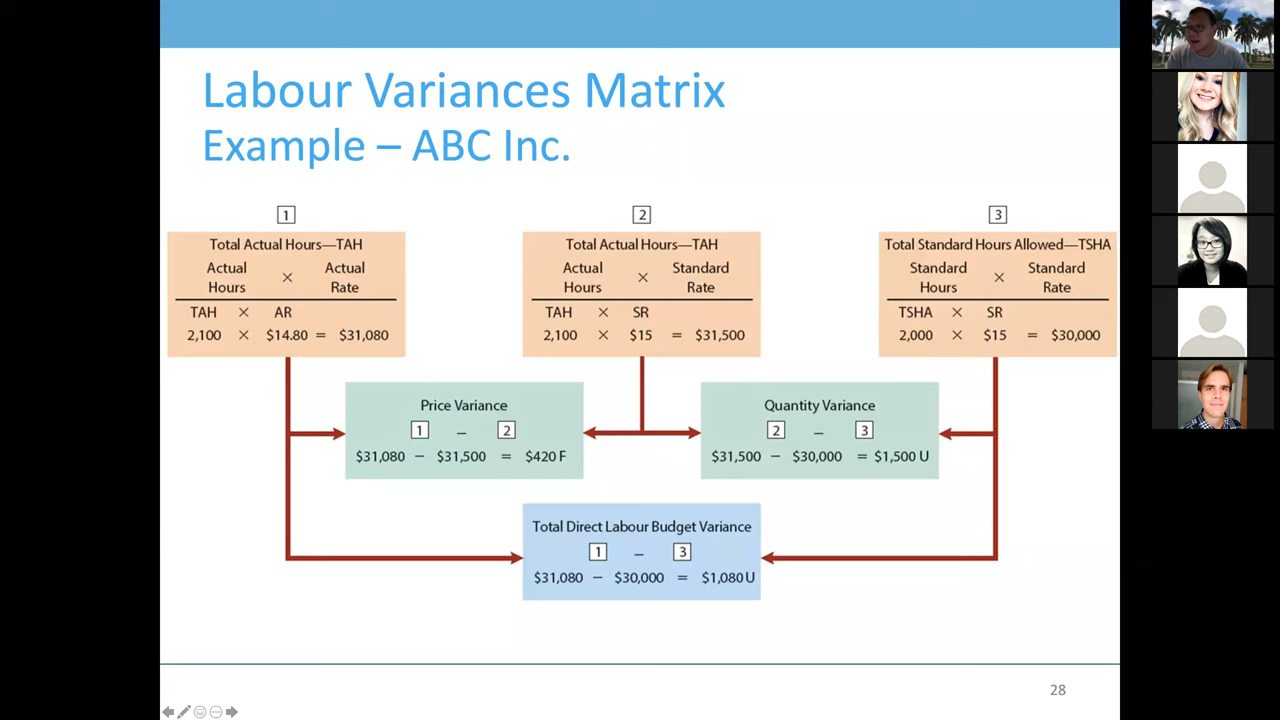 Labour Variances Matrix
Example – ABC Inc.
1
Total Actual Hours—TAH
Actual Hours × Actual Rate
TAH × AR
2,100 × $14.80 = $31,080
2
Total Actual Hours—TAH
Actual Hours × Standard Rate
TAH × SR
2,100 × $15 = $31,500
3
Total Standard Hours Allowed—TSHA
Standard Hours × Standard Rate
TSHA × SR
2,000 × $15 = $30,000
Price Variance
1 – 2
$31,080 – $31,500 = $420 F
Quantity Variance
2 – 3
$31,500 – $30,000 = $1,500 U
Total Direct Labour Budget Variance
1 – 3
$31,080 – $30,000 = $1,080 U
28